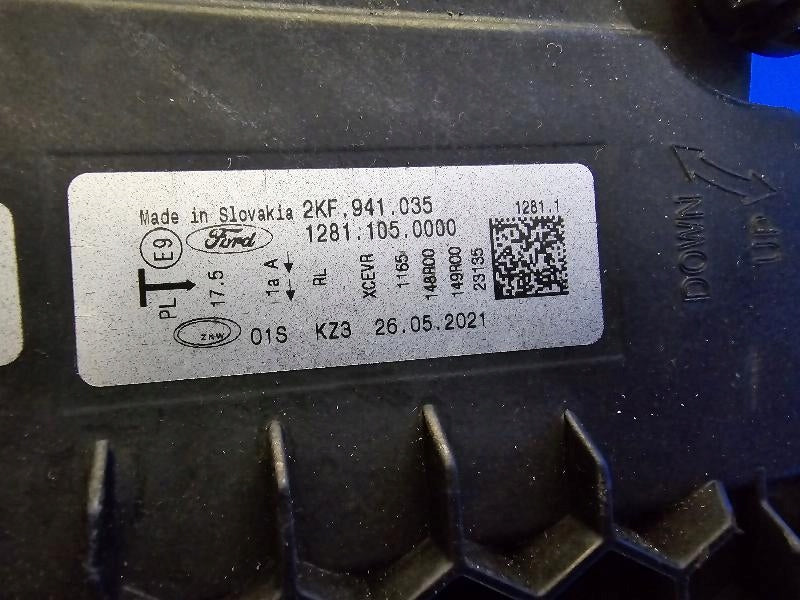 Made in Slovakia 2KF.941.035
1281.105.0000
1281.1
E9 Ford
PL 17.5 1a A RL XCEVR 1165 148R00 149R00 23135
ZKW 01S KZ3 26.05.2021
DOWN
UP